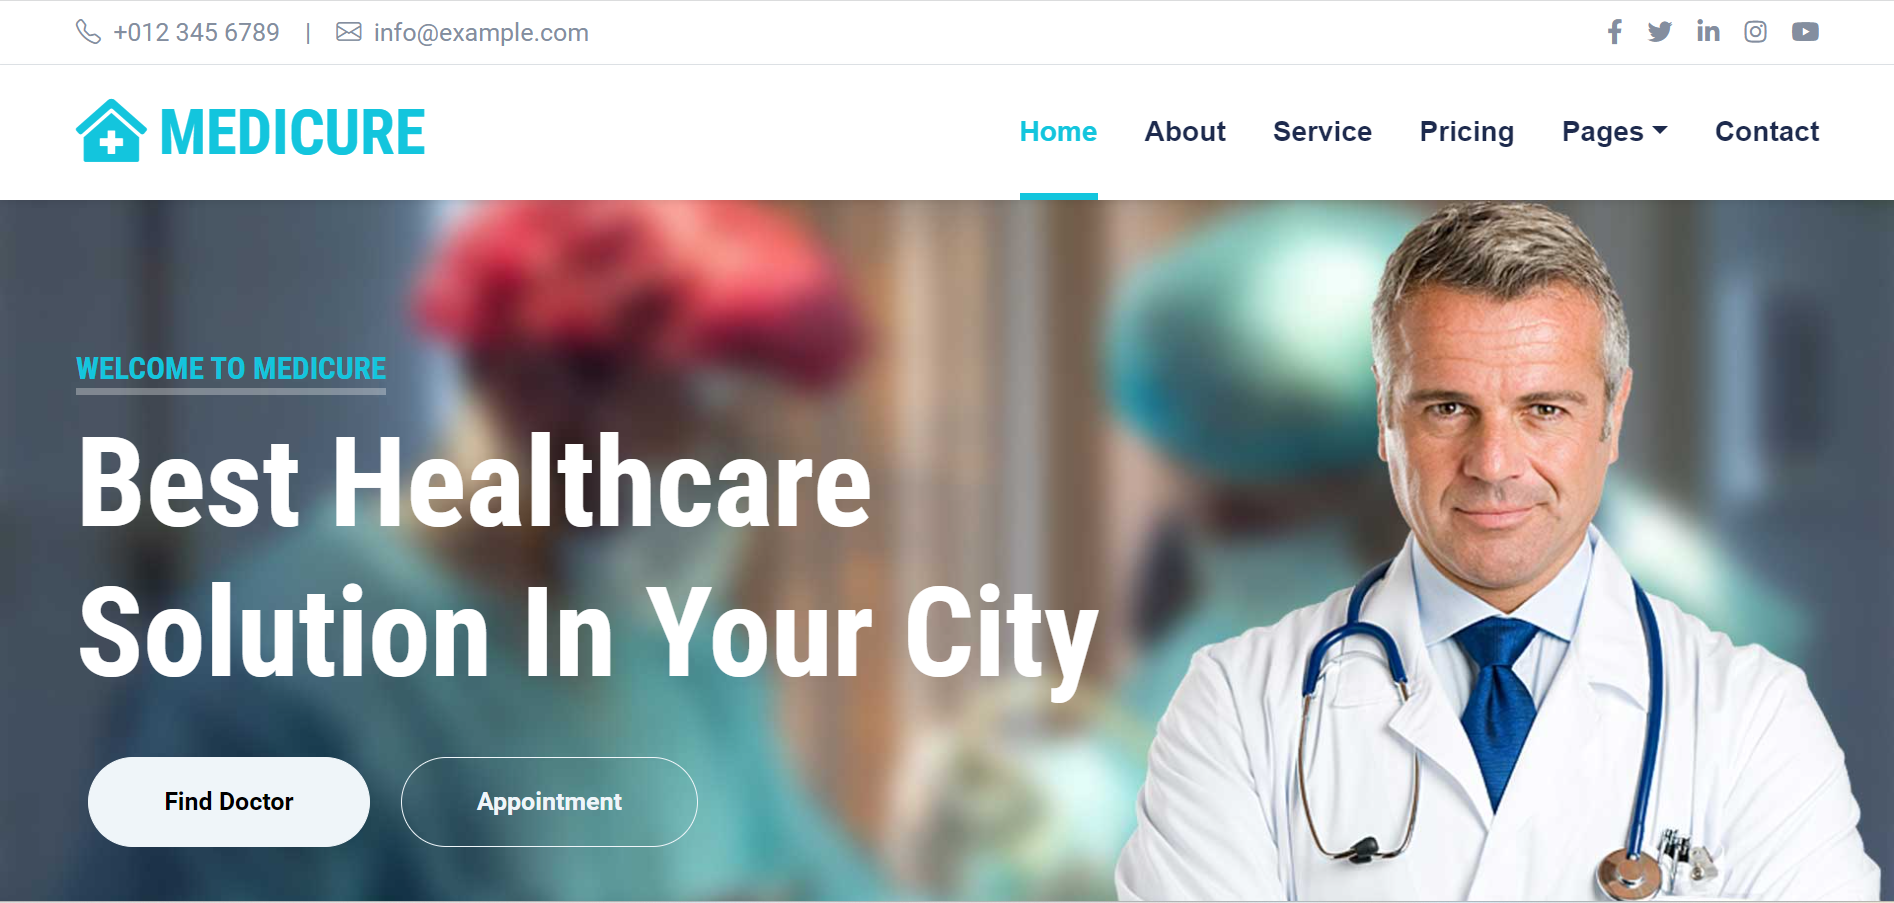 +012 345 6789 | info@example.com
MEDICURE
Home About Service Pricing Pages Contact
WELCOME TO MEDICURE
Best Healthcare
Solution In Your City
Find Doctor Appointment